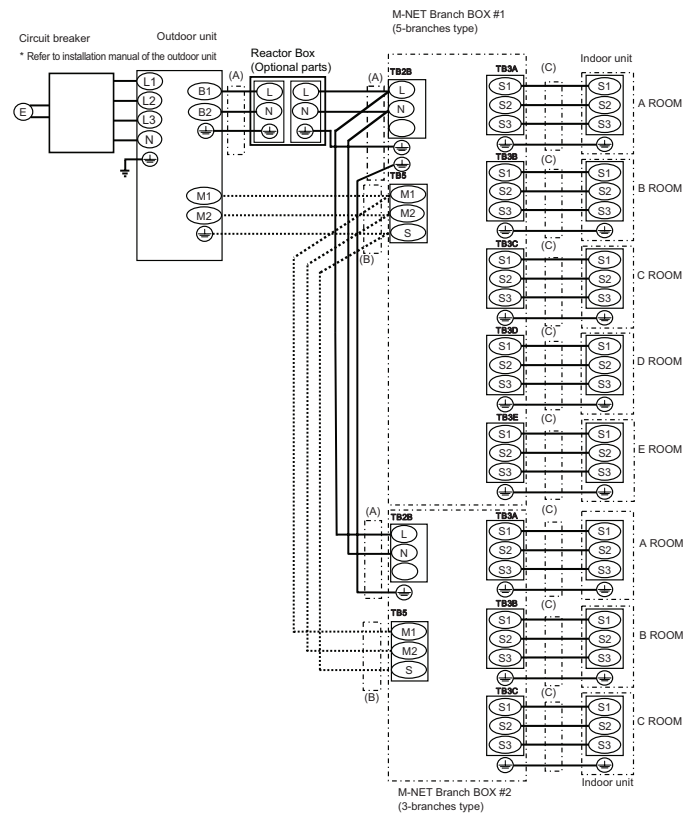 M-NET Branch BOX #1
(5-branches type)
Circuit breaker
Outdoor unit
* Refer to installation manual of the outdoor unit
Reactor Box
(Optional parts)
Indoor unit
E
L1
L2
L3
N
B1
B2
(A)
L
N
L
N
(A)
TB2B
L
N
M1
M2
TB5
M1
M2
S
(B)
TB3A
(C)
S1
S2
S3
S1
S2
S3
A ROOM
TB3B
(C)
S1
S2
S3
S1
S2
S3
B ROOM
TB3C
(C)
S1
S2
S3
S1
S2
S3
C ROOM
TB3D
(C)
S1
S2
S3
S1
S2
S3
D ROOM
TB3E
(C)
S1
S2
S3
S1
S2
S3
E ROOM
(A)
TB2B
L
N
TB5
M1
M2
S
(B)
TB3A
(C)
S1
S2
S3
S1
S2
S3
A ROOM
TB3B
(C)
S1
S2
S3
S1
S2
S3
B ROOM
TB3C
(C)
S1
S2
S3
S1
S2
S3
C ROOM
Indoor unit
M-NET Branch BOX #2
(3-branches type)